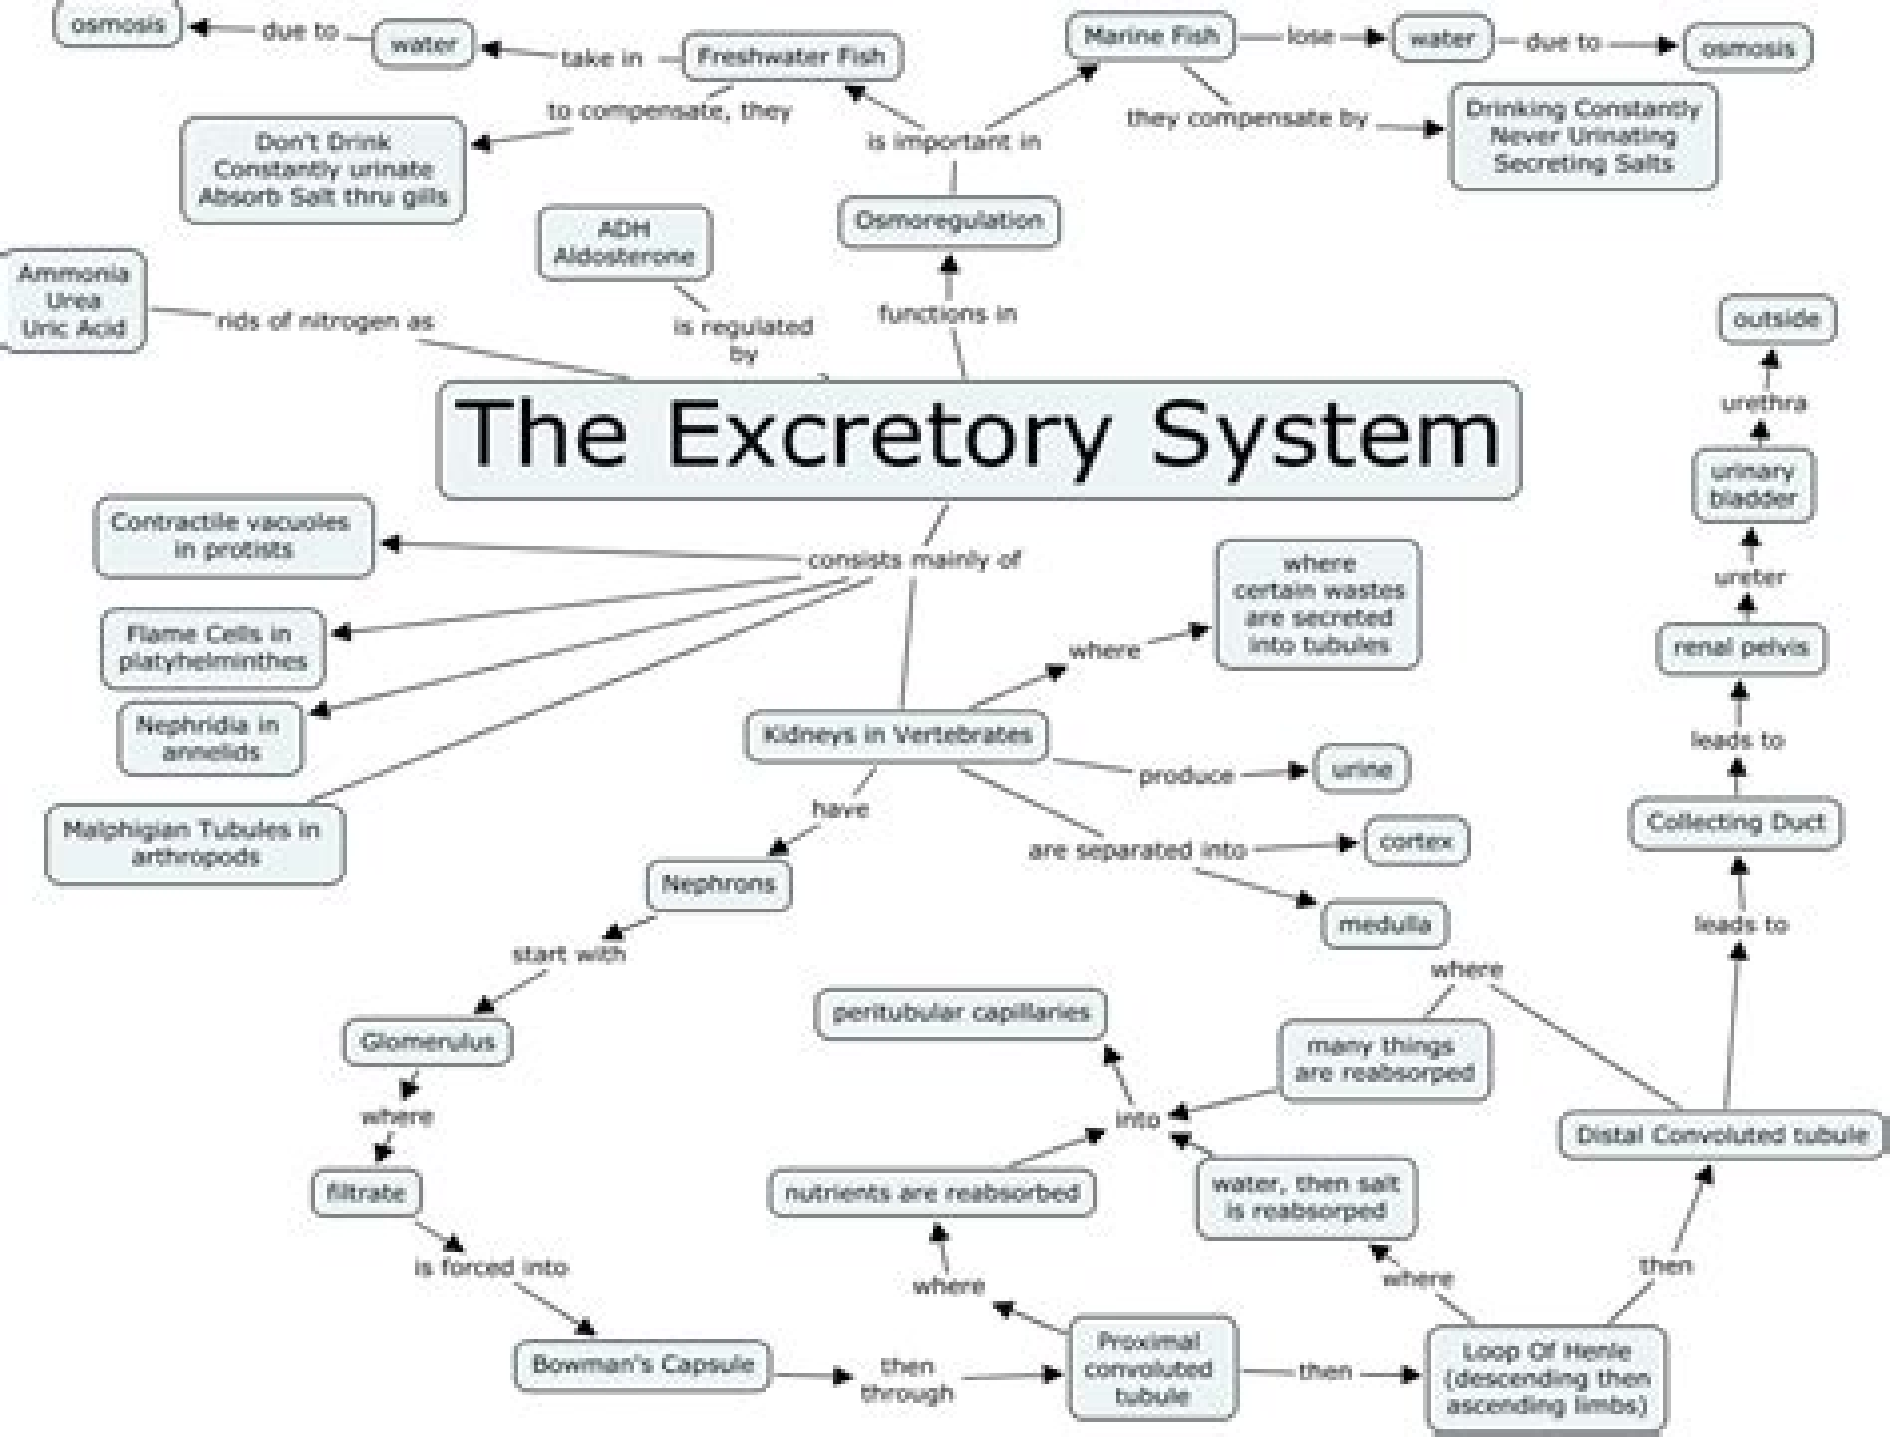 osmosis
due to
water
take in
Freshwater Fish
Marine Fish
lose
water
due to
osmosis
to compensate, they
Don't Drink
Constantly urinate
Absorb Salt thru gills
is important in
they compensate by
Drinking Constantly
Never Urinating
Secreting Salts
ADH
Aldosterone
Osmoregulation
Ammonia
Urea
Uric Acid
rids of nitrogen as
is regulated
by
functions in
outside
urethra
urinary
bladder
ureter
renal pelvis
leads to
Collecting Duct
leads to
The Excretory System
Contractile vacuoles
in protists
consists mainly of
Flame Cells in
platyhelminthes
Nephridia in
annelids
Malphigian Tubules in
arthropods
where
where
certain wastes
are secreted
into tubules
Kidneys in Vertebrates
produce
urine
have
are separated into
cortex
medulla
Nephrons
start with
Glomerulus
where
filtrate
is forced into
Bowman's Capsule
then
through
Proximal
convoluted
tubule
where
nutrients are reabsorbed
into
peritubular capillaries
where
many things
are reabsorped
water, then salt
is reabsorped
where
then
Loop Of Henle
(descending then
ascending limbs)
then
Distal Convoluted tubule